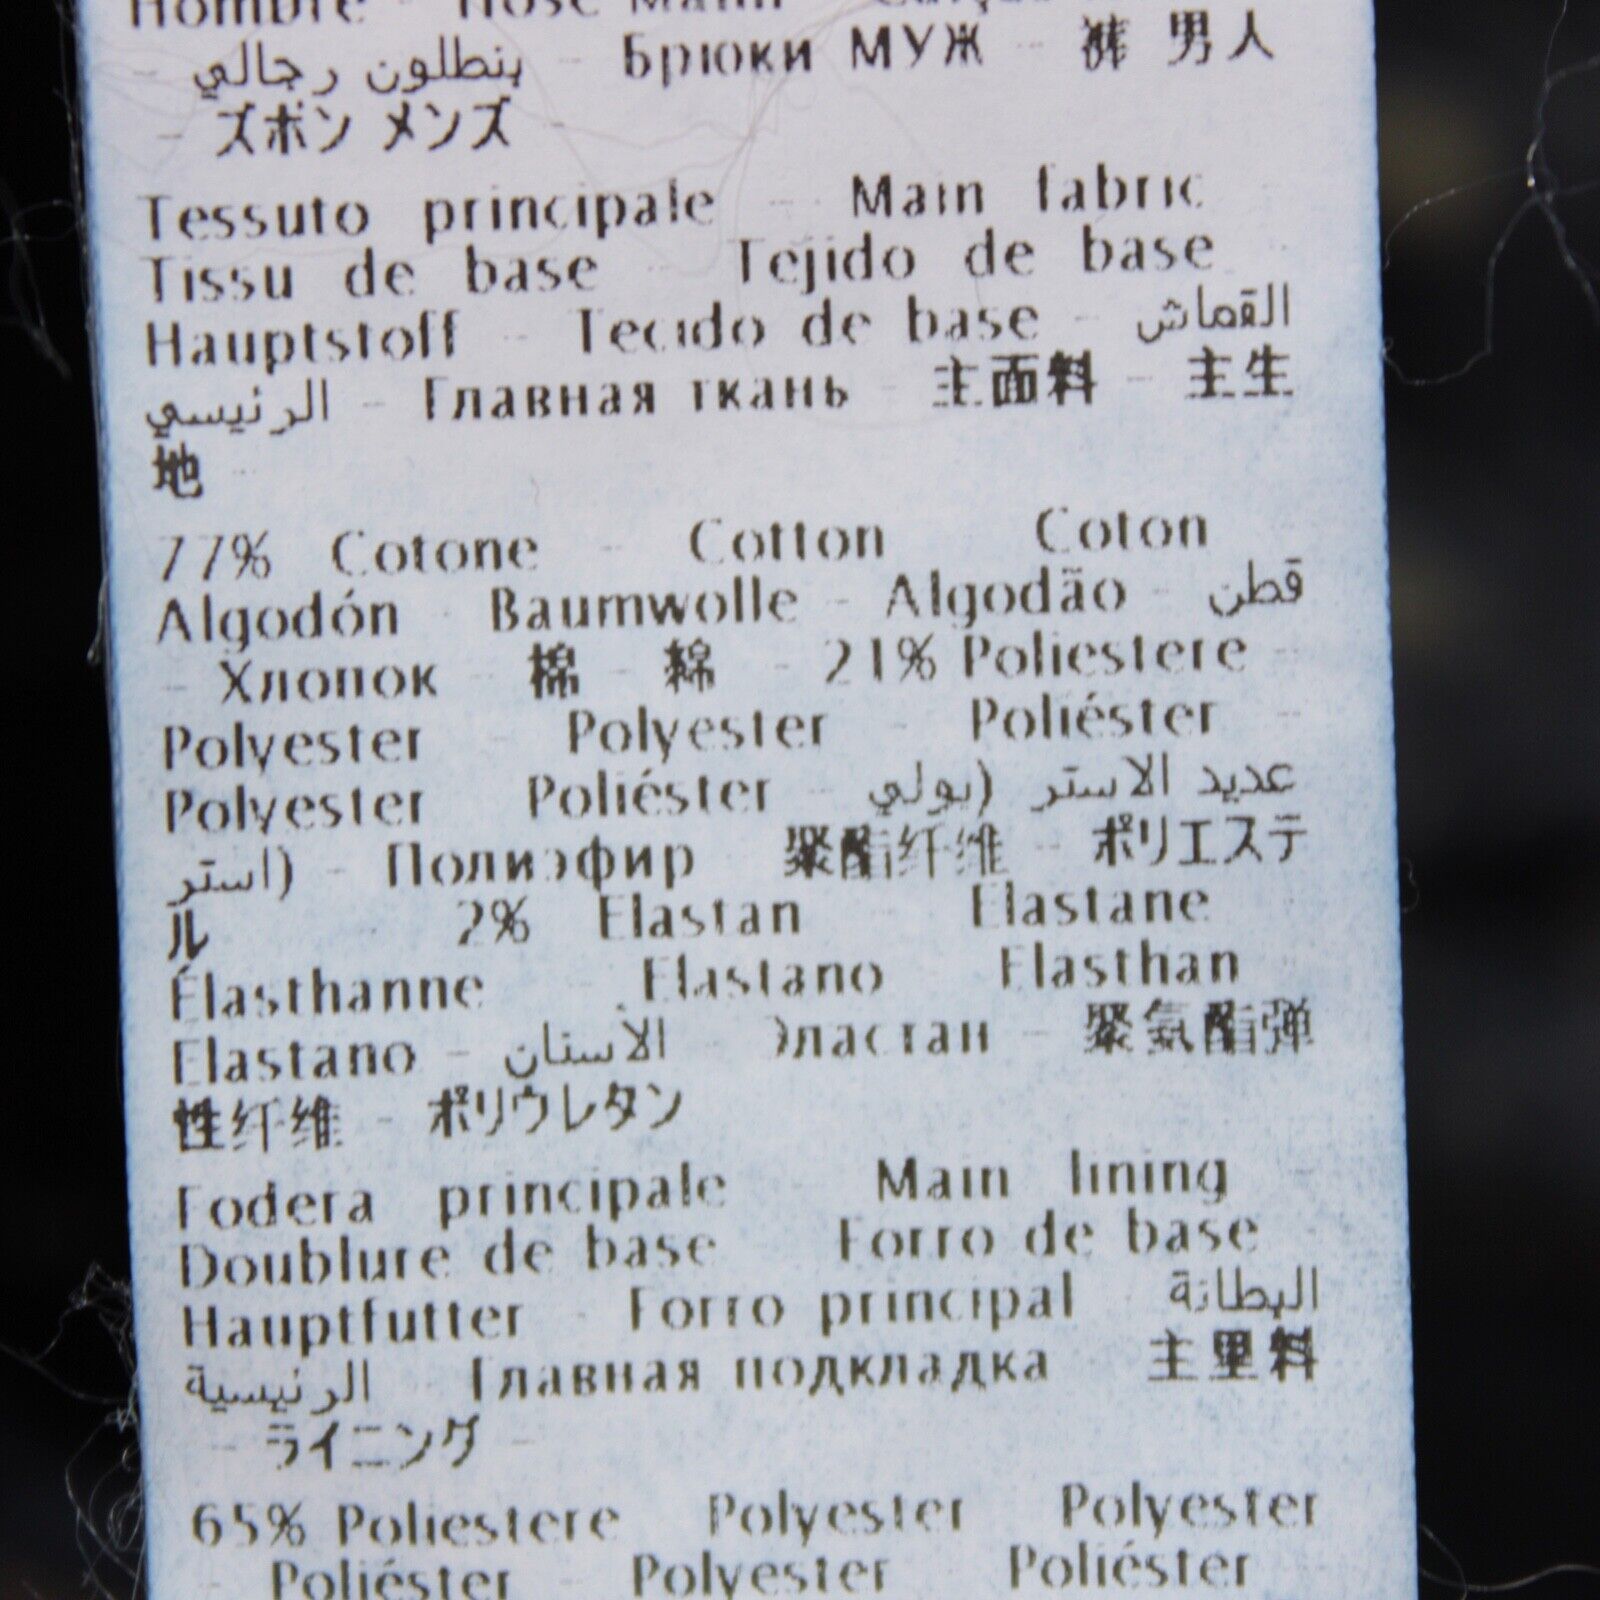 Hombre - Hose Mann -
- بنطلون رجالي - Брюки МУЖ - 裤 男人
- ズボン メンズ -
Tessuto principale - Main fabric -
Tissu de base - Tejido de base -
Hauptstoff - Tecido de base - القماش
الرئيسي - Главная ткань - 主面料 - 主生
地 -
77% Cotone - Cotton - Coton -
Algodón - Baumwolle - Algodão - قطن
- Хлопок - 棉 - 綿 - 21% Poliestere -
Polyester - Polyester - Poliéster -
Polyester - Poliéster - عديد الاستر (بولي
استر) - Полиэфир - 聚酯纤维 - ポリエステ
ル - 2% Elastan - Elastane -
Élasthanne - Elastano - Elasthan -
Elastano - الأستان - Эластан - 聚氨酯弹
性纤维 - ポリウレタン
Fodera principale - Main lining -
Doublure de base - Forro de base -
Hauptfutter - Forro principal - البطانة
الرئيسية - Главная подкладка - 主里料
- ライニング -
65% Poliestere - Polyester - Polyester
- Poliéster - Polyester - Poliéster -